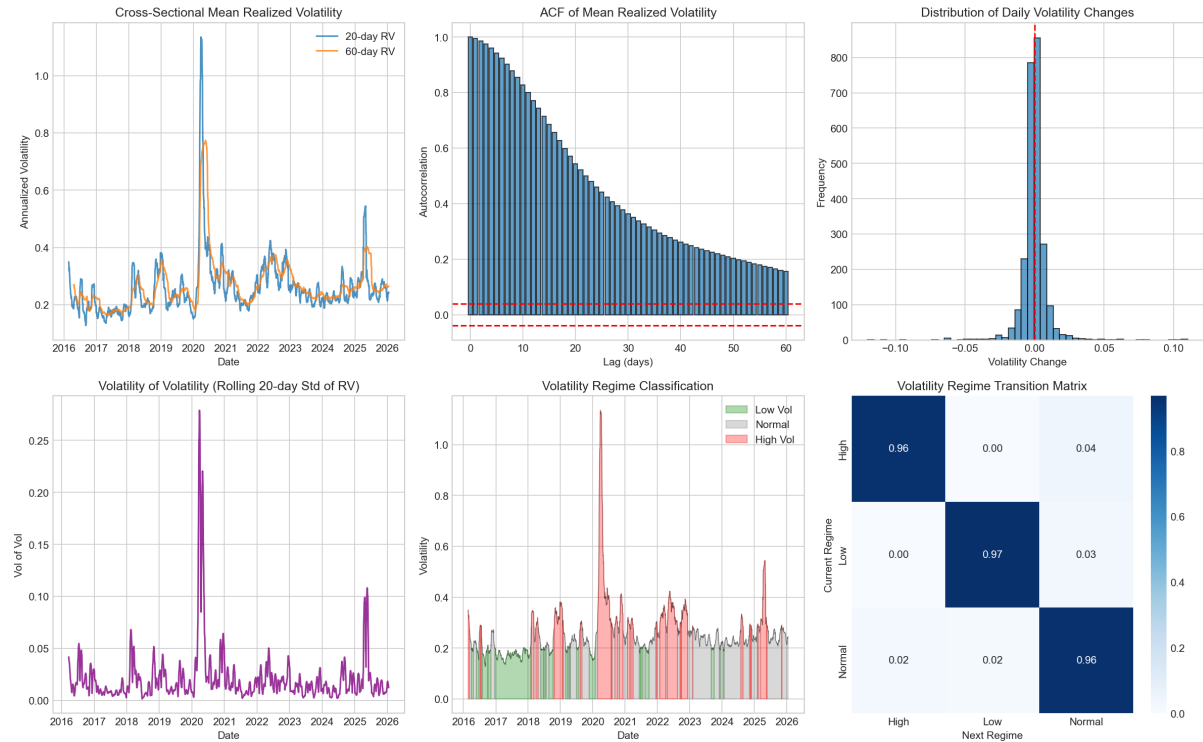 Cross-Sectional Mean Realized Volatility
20-day RV
60-day RV
1.0
0.8
0.6
0.4
0.2
Annualized Volatility
2016 2017 2018 2019 2020 2021 2022 2023 2024 2025 2026
Date
ACF of Mean Realized Volatility
1.0
0.8
0.6
0.4
0.2
0.0
Autocorrelation
0 10 20 30 40 50 60
Lag (days)
Distribution of Daily Volatility Changes
800
700
600
500
400
300
200
100
0
Frequency
−0.10 −0.05 0.00 0.05 0.10
Volatility Change
Volatility of Volatility (Rolling 20-day Std of RV)
0.25
0.20
0.15
0.10
0.05
0.00
Vol of Vol
2016 2017 2018 2019 2020 2021 2022 2023 2024 2025 2026
Date
Volatility Regime Classification
Low Vol
Normal
High Vol
1.0
0.8
0.6
0.4
0.2
0.0
Volatility
2016 2017 2018 2019 2020 2021 2022 2023 2024 2025 2026
Date
Volatility Regime Transition Matrix
High 0.96 0.00 0.04
Low 0.00 0.97 0.03
Normal 0.02 0.02 0.96
Current Regime
High Low Normal
Next Regime
0.8
0.6
0.4
0.2
0.0